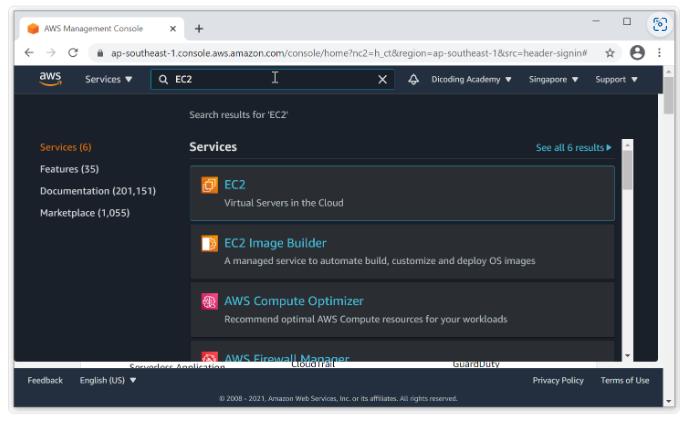 AWS Management Console
ap-southeast-1.console.aws.amazon.com/console/home?nc2=h_ct&region=ap-southeast-1&src=header-signin#
aws Services EC2 Dicoding Academy Singapore Support
Search results for 'EC2'
Services (6)
Features (35)
Documentation (201,151)
Marketplace (1,055)
Services See all 6 results
EC2
Virtual Servers in the Cloud
EC2 Image Builder
A managed service to automate build, customize and deploy OS images
AWS Compute Optimizer
Recommend optimal AWS Compute resources for your workloads
AWS Firewall Manager
Serverless Application CloudTrail GuardDuty
Feedback English (US) Privacy Policy Terms of Use
© 2008 - 2021, Amazon Web Services, Inc. or its affiliates. All rights reserved.